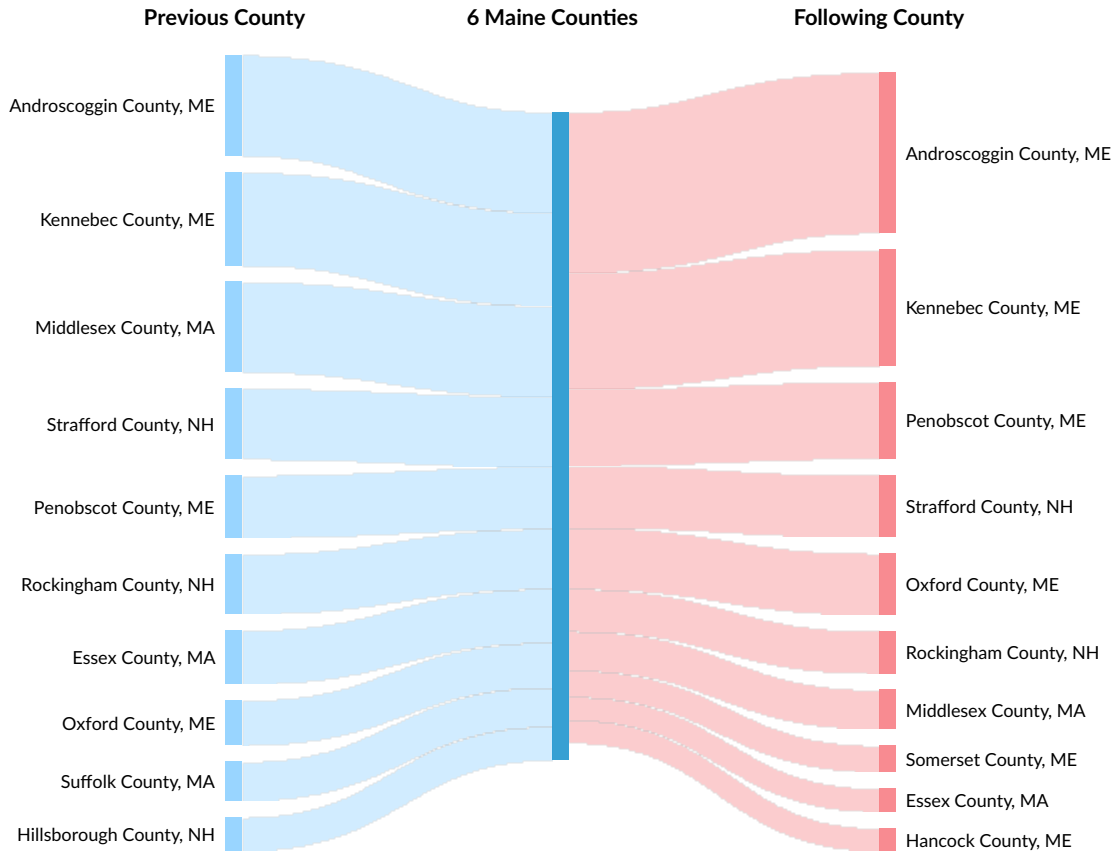 Previous County
6 Maine Counties
Following County
Androscoggin County, ME
Kennebec County, ME
Middlesex County, MA
Strafford County, NH
Penobscot County, ME
Rockingham County, NH
Essex County, MA
Oxford County, ME
Suffolk County, MA
Hillsborough County, NH
Androscoggin County, ME
Kennebec County, ME
Penobscot County, ME
Strafford County, NH
Oxford County, ME
Rockingham County, NH
Middlesex County, MA
Somerset County, ME
Essex County, MA
Hancock County, ME